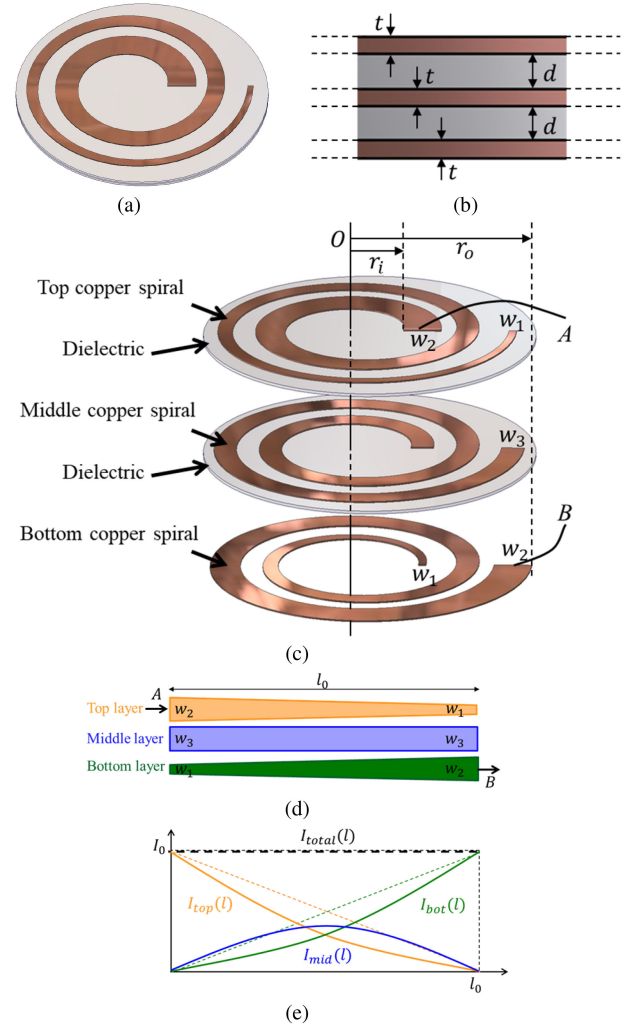 t
t
d
d
t
(a)
(b)
O
r_i
r_o
Top copper spiral
Dielectric
w_1
w_2
A
Middle copper spiral
Dielectric
w_3
Bottom copper spiral
B
w_2
w_1
(c)
l_0
A
Top layer
w_2
w_1
Middle layer
w_3
w_3
Bottom layer
w_1
w_2
B
(d)
I_0
I_total(l)
I_top(l)
I_bot(l)
I_mid(l)
l_0
(e)